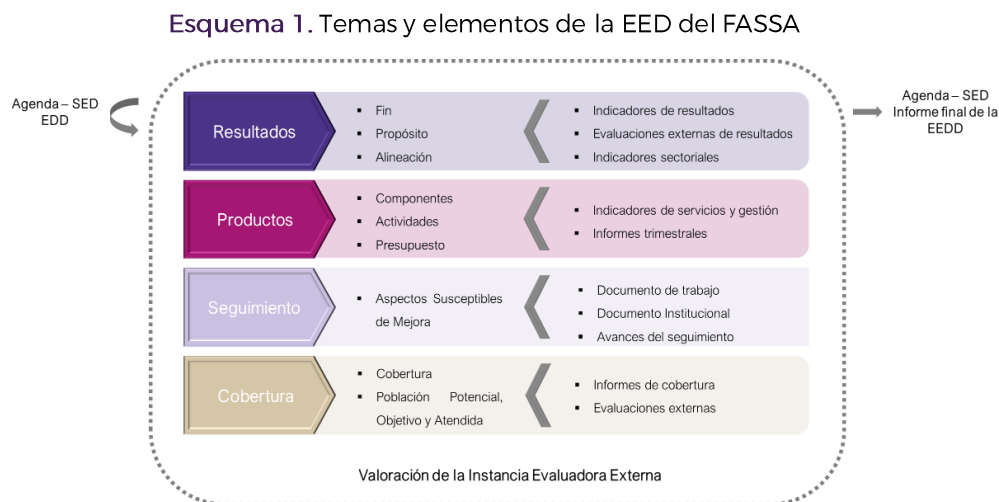 Esquema 1. Temas y elementos de la EED del FASSA
Agenda – SED
EDD
Agenda – SED
Informe final de la
EEDD
Resultados
▪ Fin
▪ Propósito
▪ Alineación
▪ Indicadores de resultados
▪ Evaluaciones externas de resultados
▪ Indicadores sectoriales
Productos
▪ Componentes
▪ Actividades
▪ Presupuesto
▪ Indicadores de servicios y gestión
▪ Informes trimestrales
Seguimiento
▪ Aspectos Susceptibles
de Mejora
▪ Documento de trabajo
▪ Documento Institucional
▪ Avances del seguimiento
Cobertura
▪ Cobertura
▪ Población Potencial,
Objetivo y Atendida
▪ Informes de cobertura
▪ Evaluaciones externas
Valoración de la Instancia Evaluadora Externa